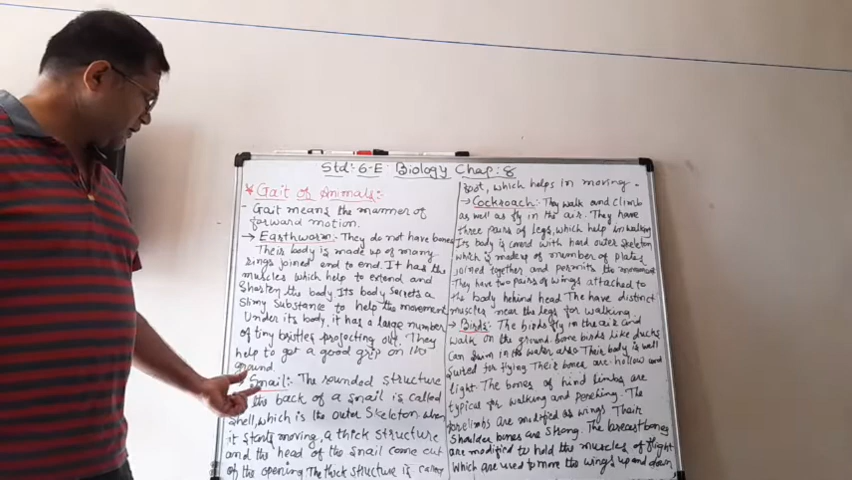 Std:- 6-E Biology Chap: 8
* Gait of Animals:-
- Gait means the manner of
forward motion.
→ Earthworm:- They do not have bones
Their body is made up of many
rings joined end to end. It has the
muscles which help to extend and
shorten the body Its body secrets a
slimy substance to help the movement
Under its body, it has a large number
of tiny bristles projecting out. They
help to get a good grip on the
ground.
Snail:- The rounded structure
the back of a snail is called
shell, which is the outer skeleton when
it starts moving, a thick structure
and the head of the snail come out
of the opening. The thick structure is called
foot, which helps in moving.
→ Cockroach:- They walk and climb
as well as fly in the air. They have
three pairs of legs, which help in walking
Its body is coverd with hard outer skeleton
which is made up of number of plates
joined together and permits the movement
They have two pairs of wings attached to
the body behind head The have distinct
muscles near the legs for walking
→ Birds:- The birds fly in the air and
walk on the ground. Some birds like ducks
can swim in the water also Their body is well
suited for flying Their bones are hollow and
light. The bones of hind limbs are
typical for walking and perching. The
forelimbs are modified as wings Their
Shoulder bones are strong. The breastbones
are modified to hold the muscles of flight
which are used to move the wings up and down